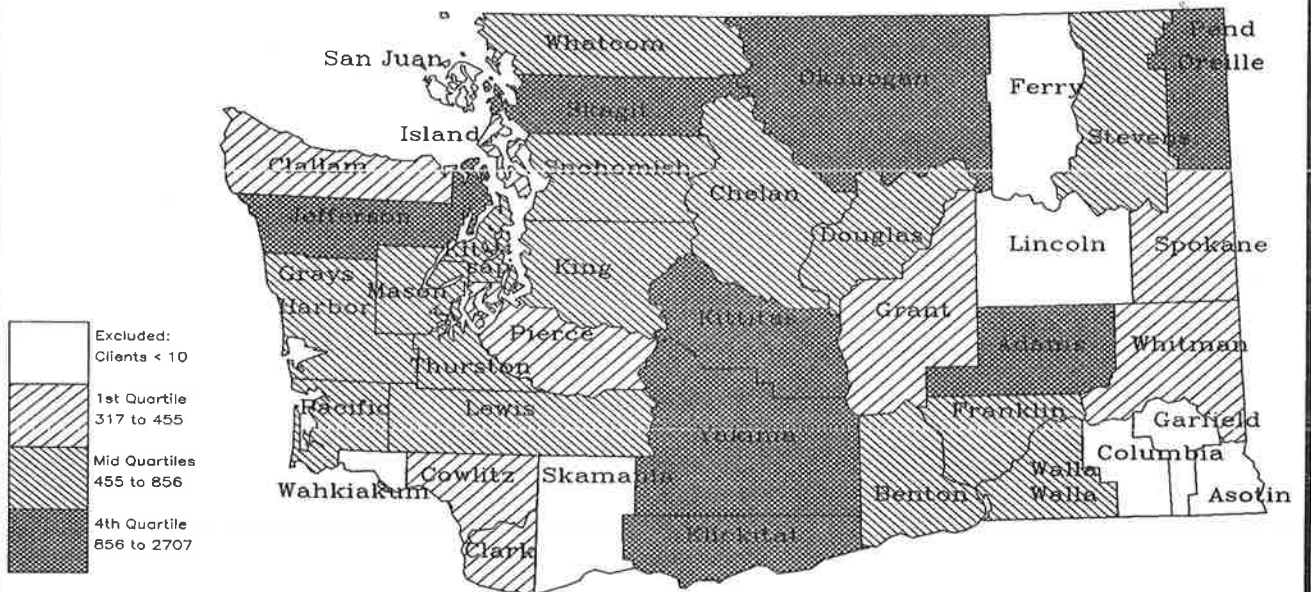 Whatcom
Pend
San Juan
Okanogan
Oreille
Ferry
Skagit
Island
Stevens
Clallam
Snohomish
Chelan
Jefferson
Douglas
Lincoln
Spokane
Kit
sap
King
Grays
Mason
Harbor
Kittitas
Grant
Pierce
Adams
Whitman
Thurston
Excluded:
Clients < 10
1st Quartile
317 to 455
Mid Quartiles
455 to 856
4th Quartile
856 to 2707
Pacific
Lewis
Franklin
Garfield
Yakima
Columbia
Cowlitz
Skamania
Walla
Walla
Wahkiakum
Benton
Asotin
Klickitat
Clark